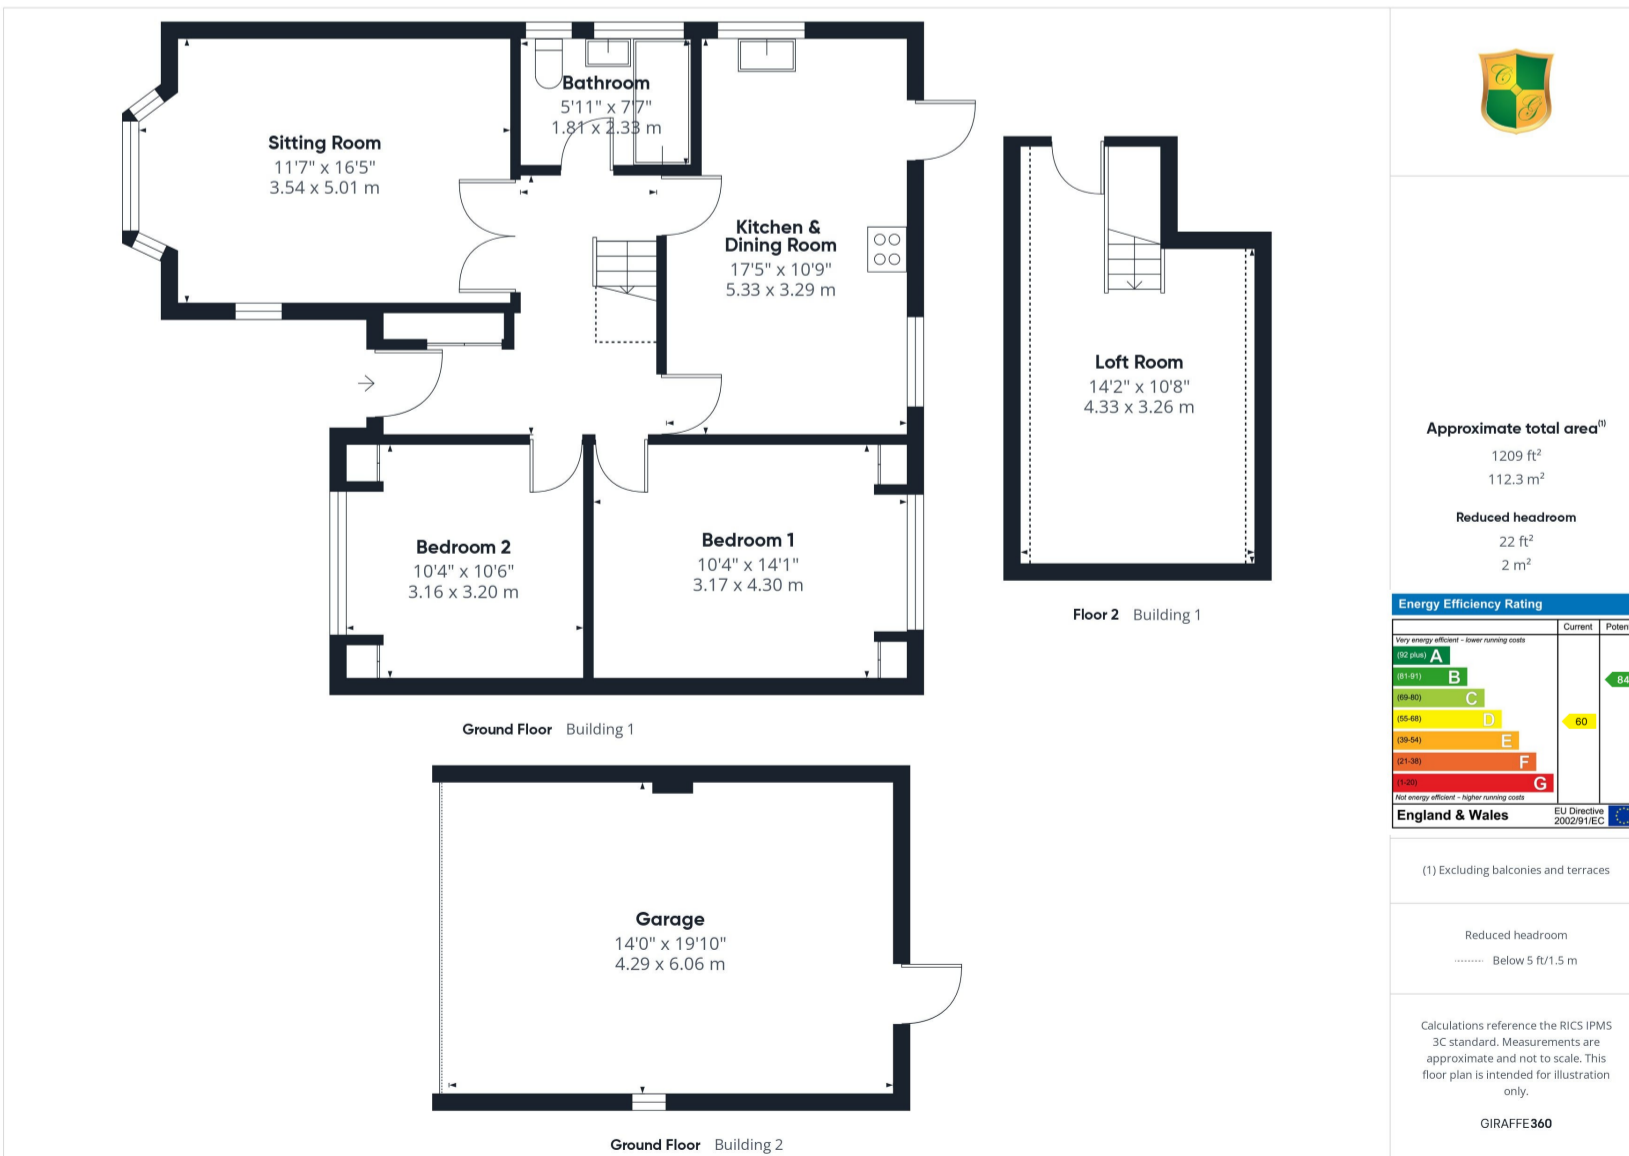 Sitting Room
11'7" x 16'5"
3.54 x 5.01 m
Bathroom
5'11" x 7'7"
1.81 x 2.33 m
Kitchen &
Dining Room
17'5" x 10'9"
5.33 x 3.29 m
Bedroom 2
10'4" x 10'6"
3.16 x 3.20 m
Bedroom 1
10'4" x 14'1"
3.17 x 4.30 m
Ground Floor Building 1
Loft Room
14'2" x 10'8"
4.33 x 3.26 m
Floor 2 Building 1
Garage
14'0" x 19'10"
4.29 x 6.06 m
Ground Floor Building 2
C
G
Approximate total area(1)
1209 ft²
112.3 m²
Reduced headroom
22 ft²
2 m²
Energy Efficiency Rating
Current Poten
Very energy efficient – lower running costs
(92 plus) A
(81-91) B
84
(69-80) C
(55-68) D
60
(39-54) E
(21-38) F
(1-20) G
Not energy efficient – higher running costs
England & Wales
EU Directive
2002/91/EC
(1) Excluding balconies and terraces
Reduced headroom
Below 5 ft/1.5 m
Calculations reference the RICS IPMS
3C standard. Measurements are
approximate and not to scale. This
floor plan is intended for illustration
only.
GIRAFFE360